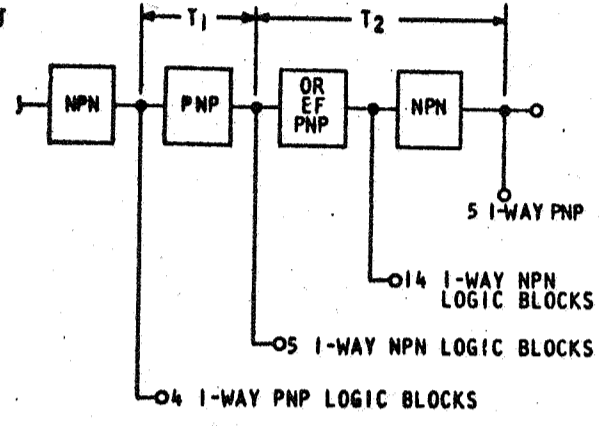 T1 T2
NPN PNP OR EF PNP NPN
5 1-WAY PNP
14 1-WAY NPN
LOGIC BLOCKS
5 1-WAY NPN LOGIC BLOCKS
4 1-WAY PNP LOGIC BLOCKS